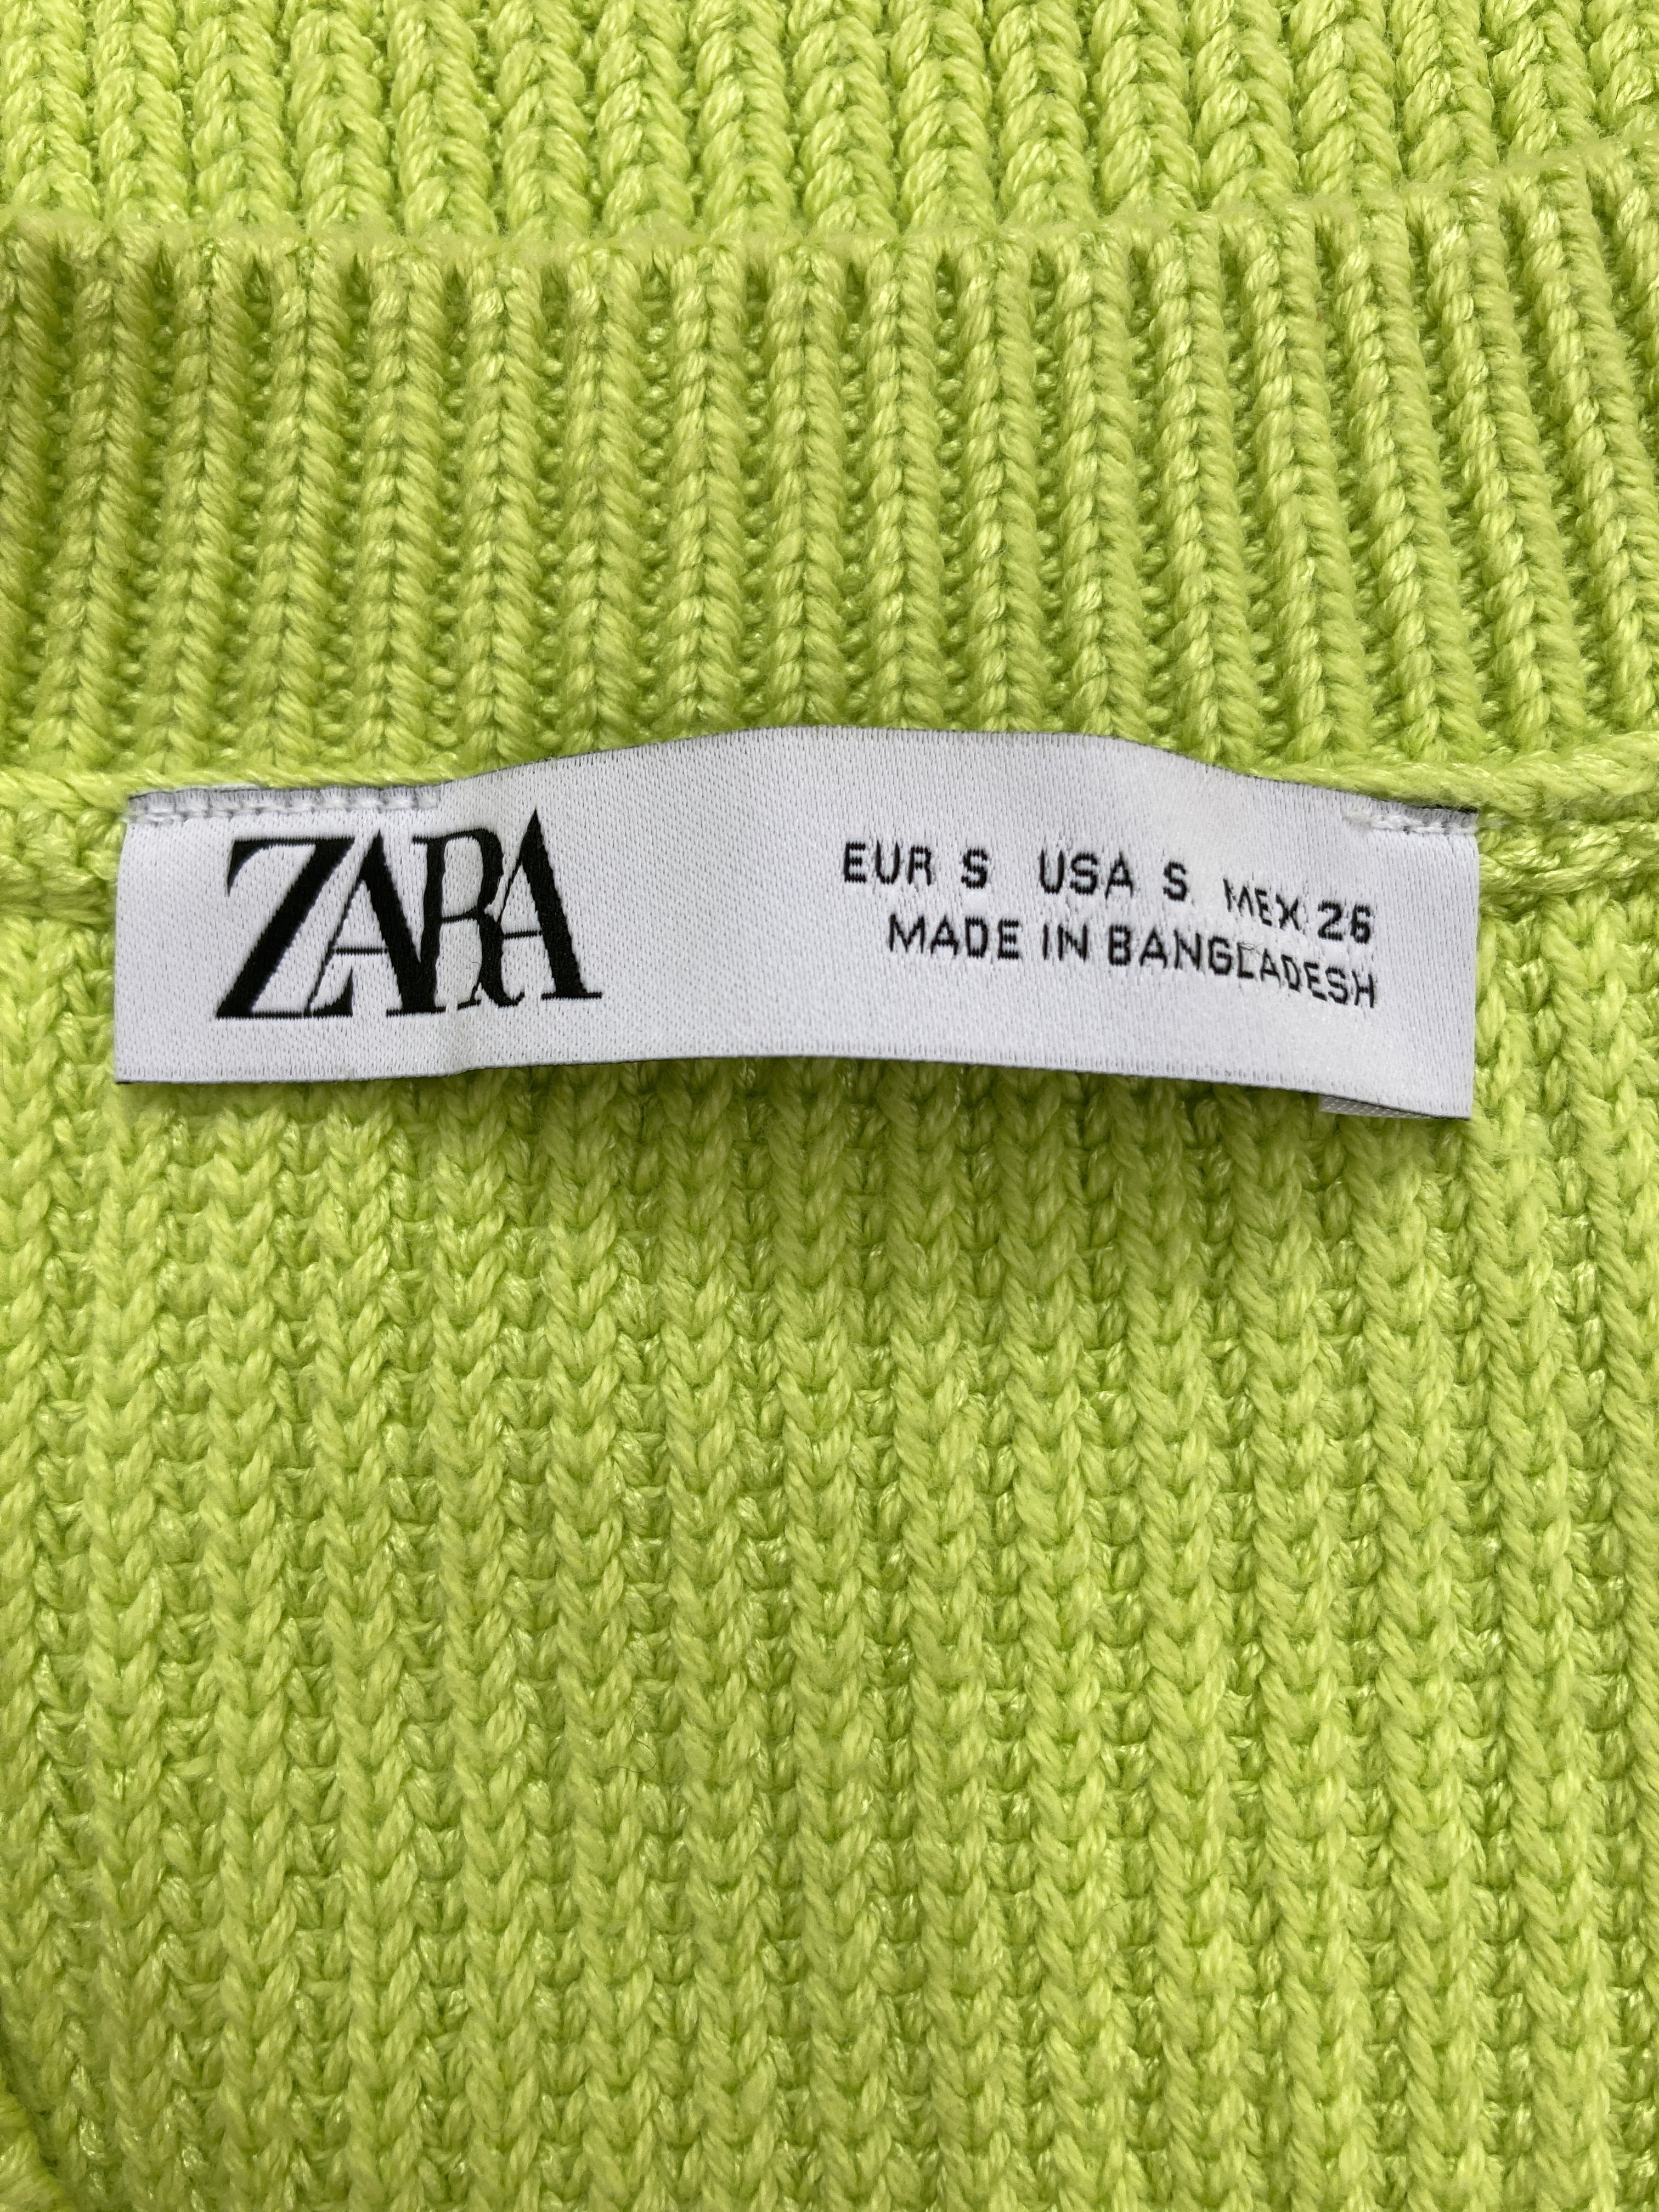 ZARA
EUR S USA S MEX 26
MADE IN BANGLADESH